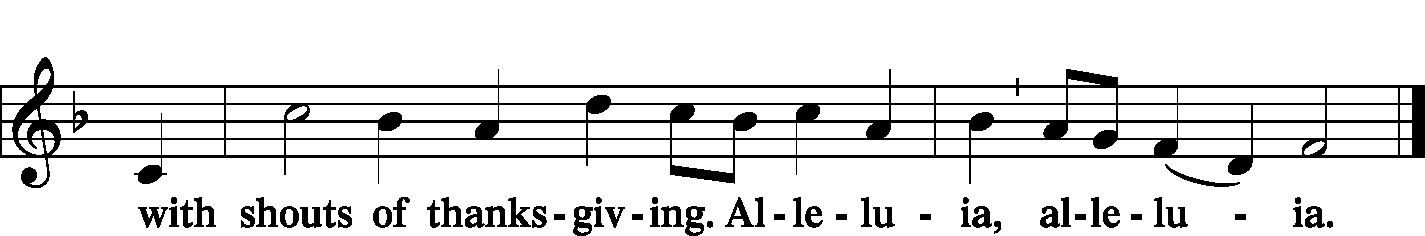 with shouts of thanks-giv-ing. Al-le-lu-ia, al-le-lu-ia.